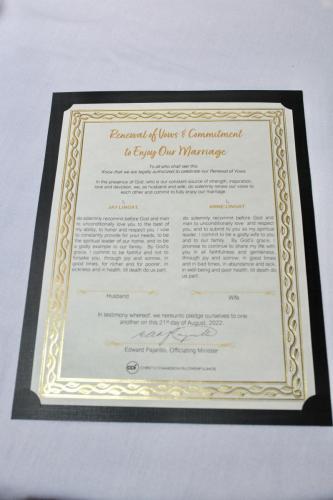 Renewal of Vows & Commitment
to Enjoy Our Marriage
To all who shall see this
Know that we are legally authorized to celebrate our Renewal of Vows.
In the presence of God, who is our constant source of strength, inspiration,
love and devotion, we, as husband and wife, do solemnly renew our vows to
each other and commit to fully enjoy our marriage.
JAY LINGAT,
do solemnly recommit before God and man
to unconditionally love you to the best of
my ability, to honor and respect you. I vow
to constantly provide for your needs, to be
the spiritual leader of our home, and to be
a godly example to our family. By God's
grace, I commit to be faithful and not to
forsake you, through joy and sorrow, in
good times, for richer and for poorer, in
sickness and in health, till death do us part.
LINGAT,
do solemnly recommit before God and
man to unconditionally love and respect
you, and to submit to you as my spiritual
leader. I commit to be a godly wife to you
and to our family. By God's grace, I
promise to continue to share my life with
you, in all faithfulness and gentleness,
through joy and sorrow, in good times
and in bad times, in abundance and lack,
in well-being and poor health, till death do
us part.
Husband
Wife
In testimony whereof, we hereunto pledge ourselves to one
another on this 21st day of August, 2022.
Edward Pajarillo, Officiating Minister
CCF
CHRIST'S COMMISSION FELLOWSHIP